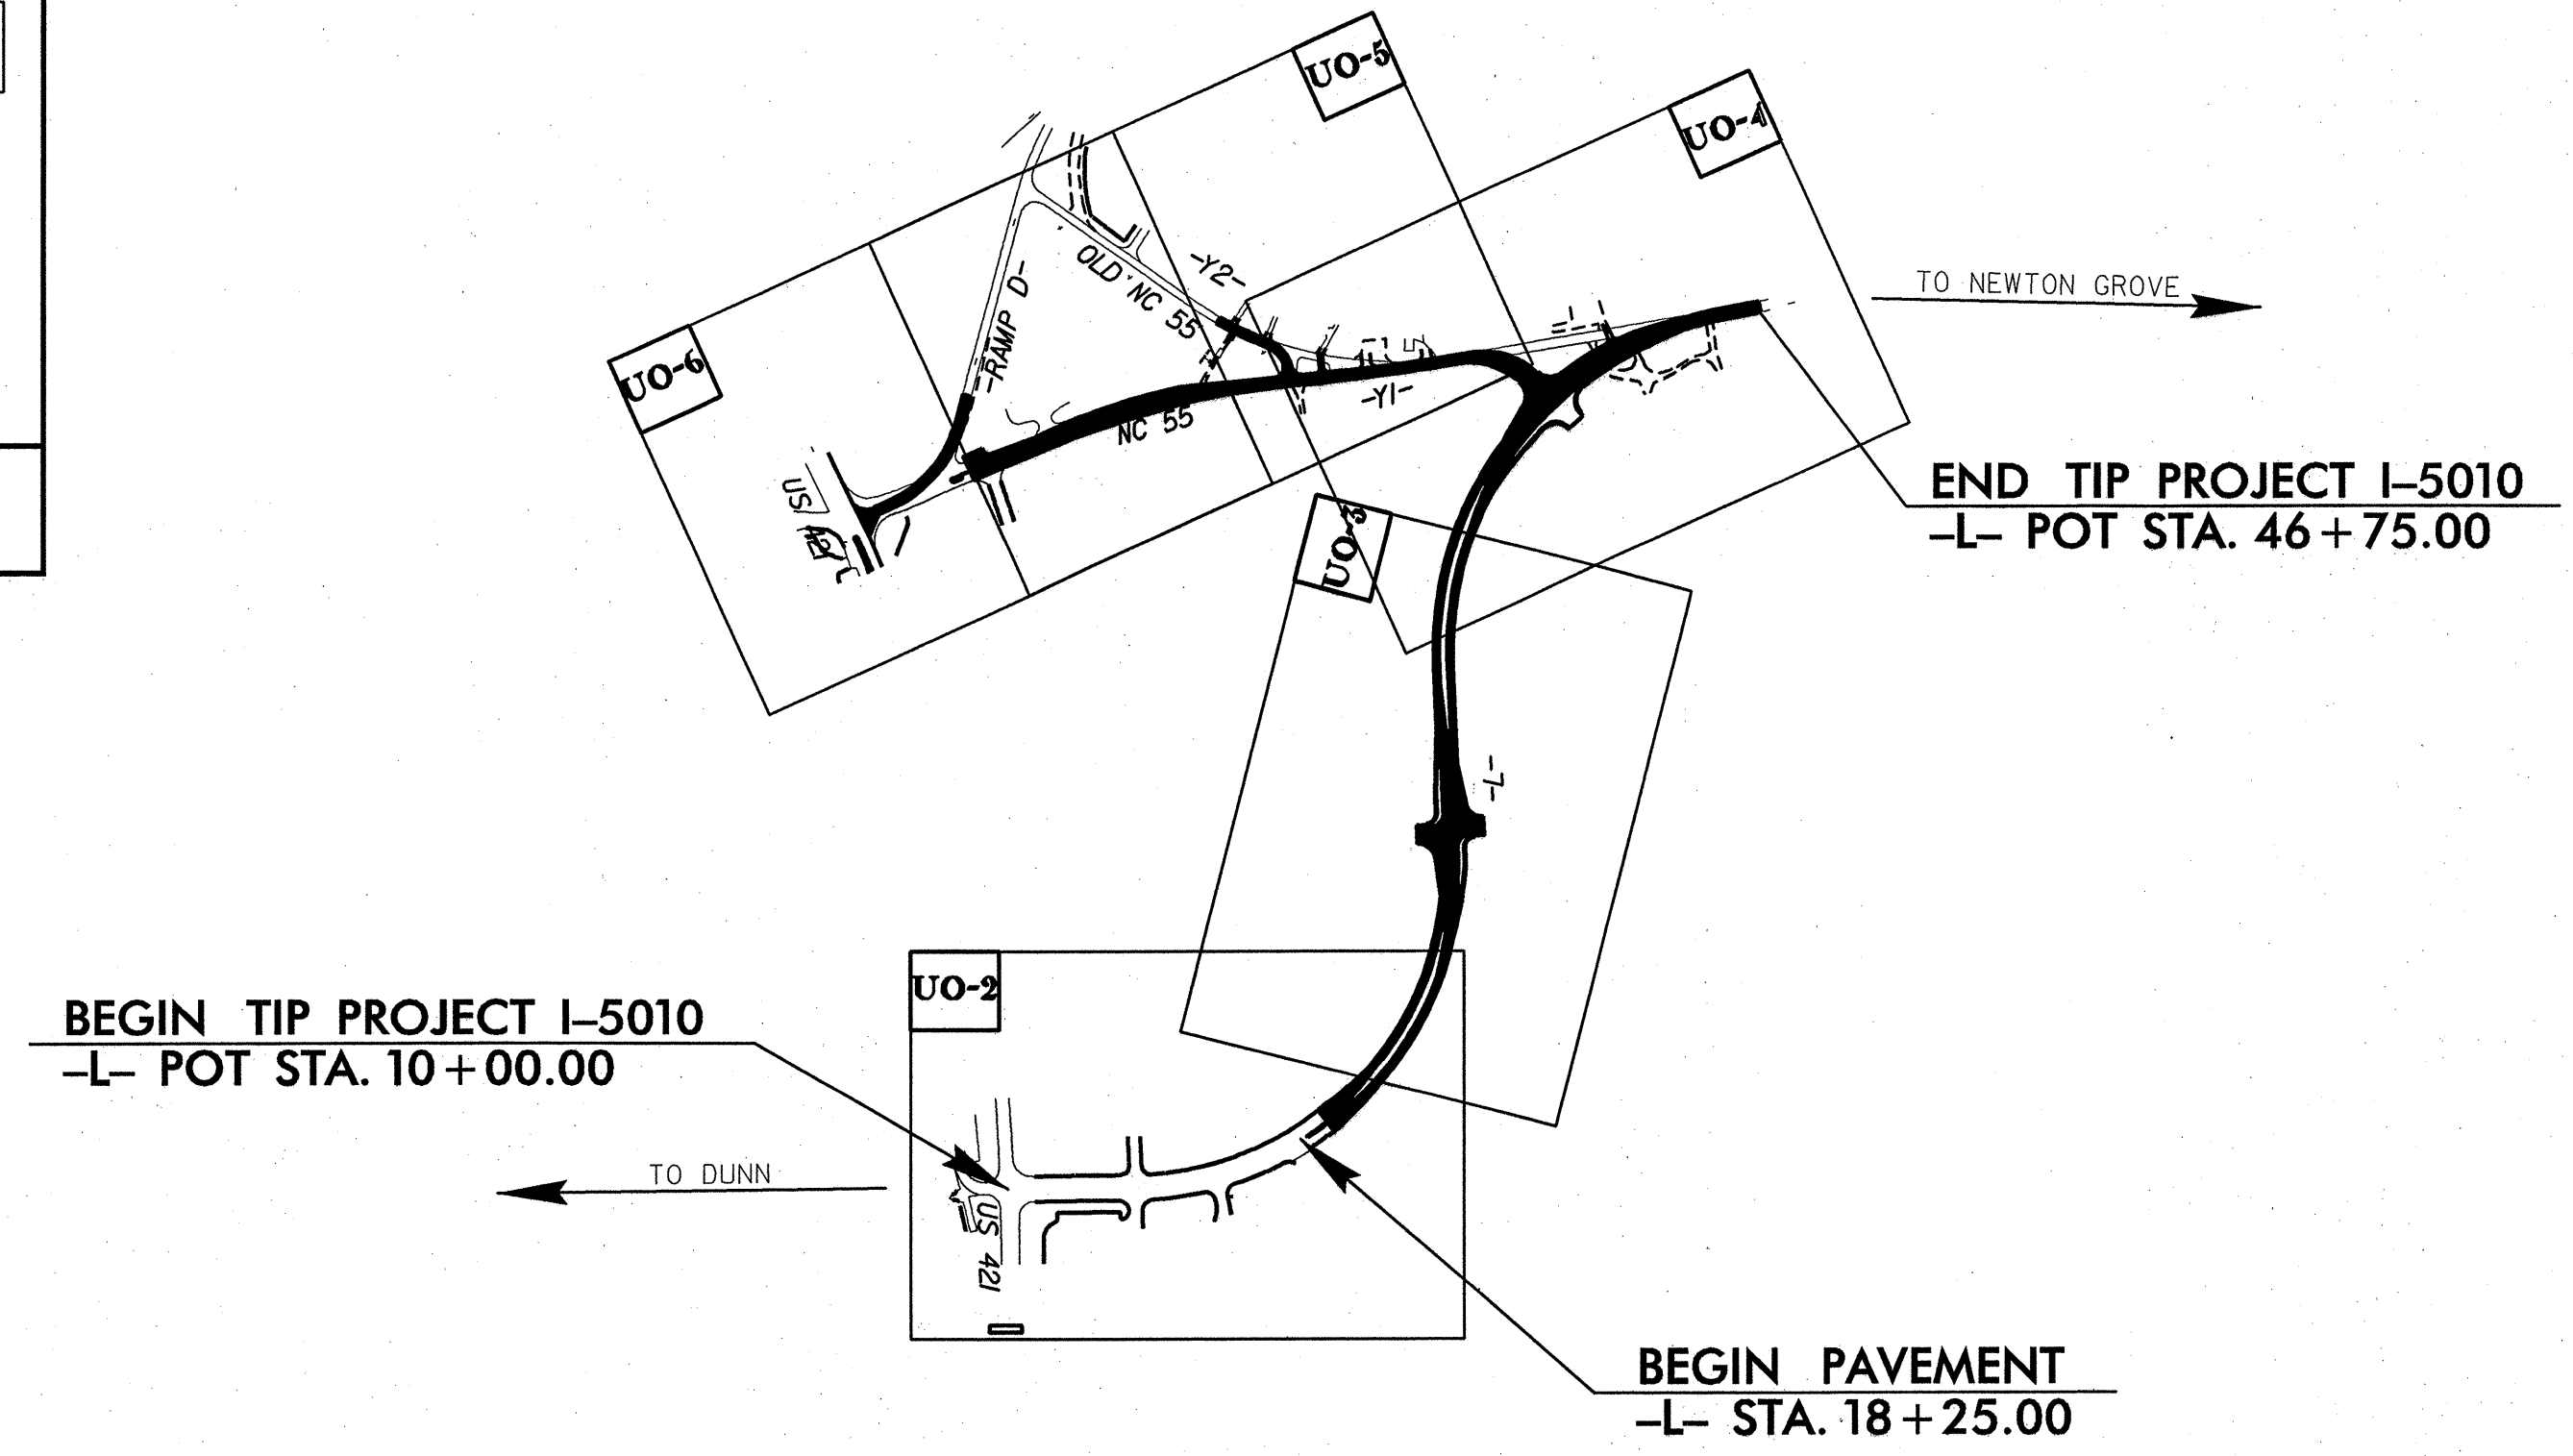 UO-5
UO-4
-Y2-
OLD NC 55
-RAMP D-
TO NEWTON GROVE
UO-6
-Y1-
NC 55
END TIP PROJECT I–5010
–L– POT STA. 46+75.00
US 421
UO-3
-L-
UO-2
BEGIN TIP PROJECT I–5010
–L– POT STA. 10+00.00
TO DUNN
US 421
BEGIN PAVEMENT
–L– STA. 18+25.00